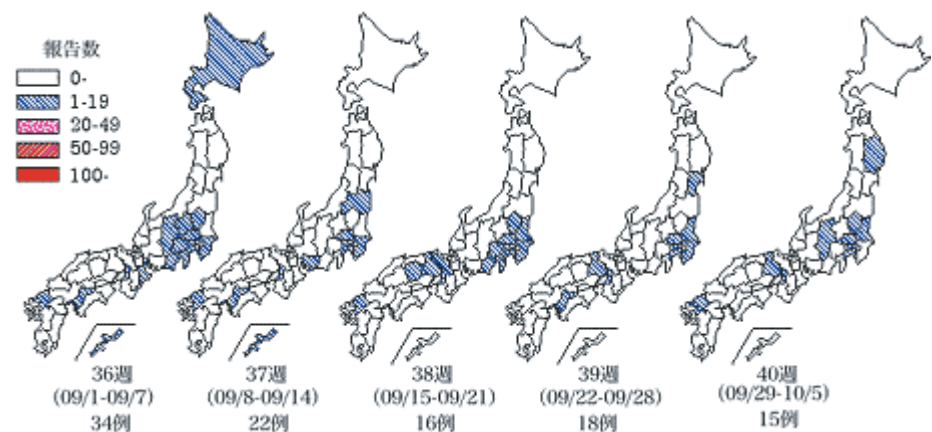 報告数
0-
1-19
20-49
50-99
100-
36週
(09/1-09/7)
34例
37週
(09/8-09/14)
22例
38週
(09/15-09/21)
16例
39週
(09/22-09/28)
18例
40週
(09/29-10/5)
15例